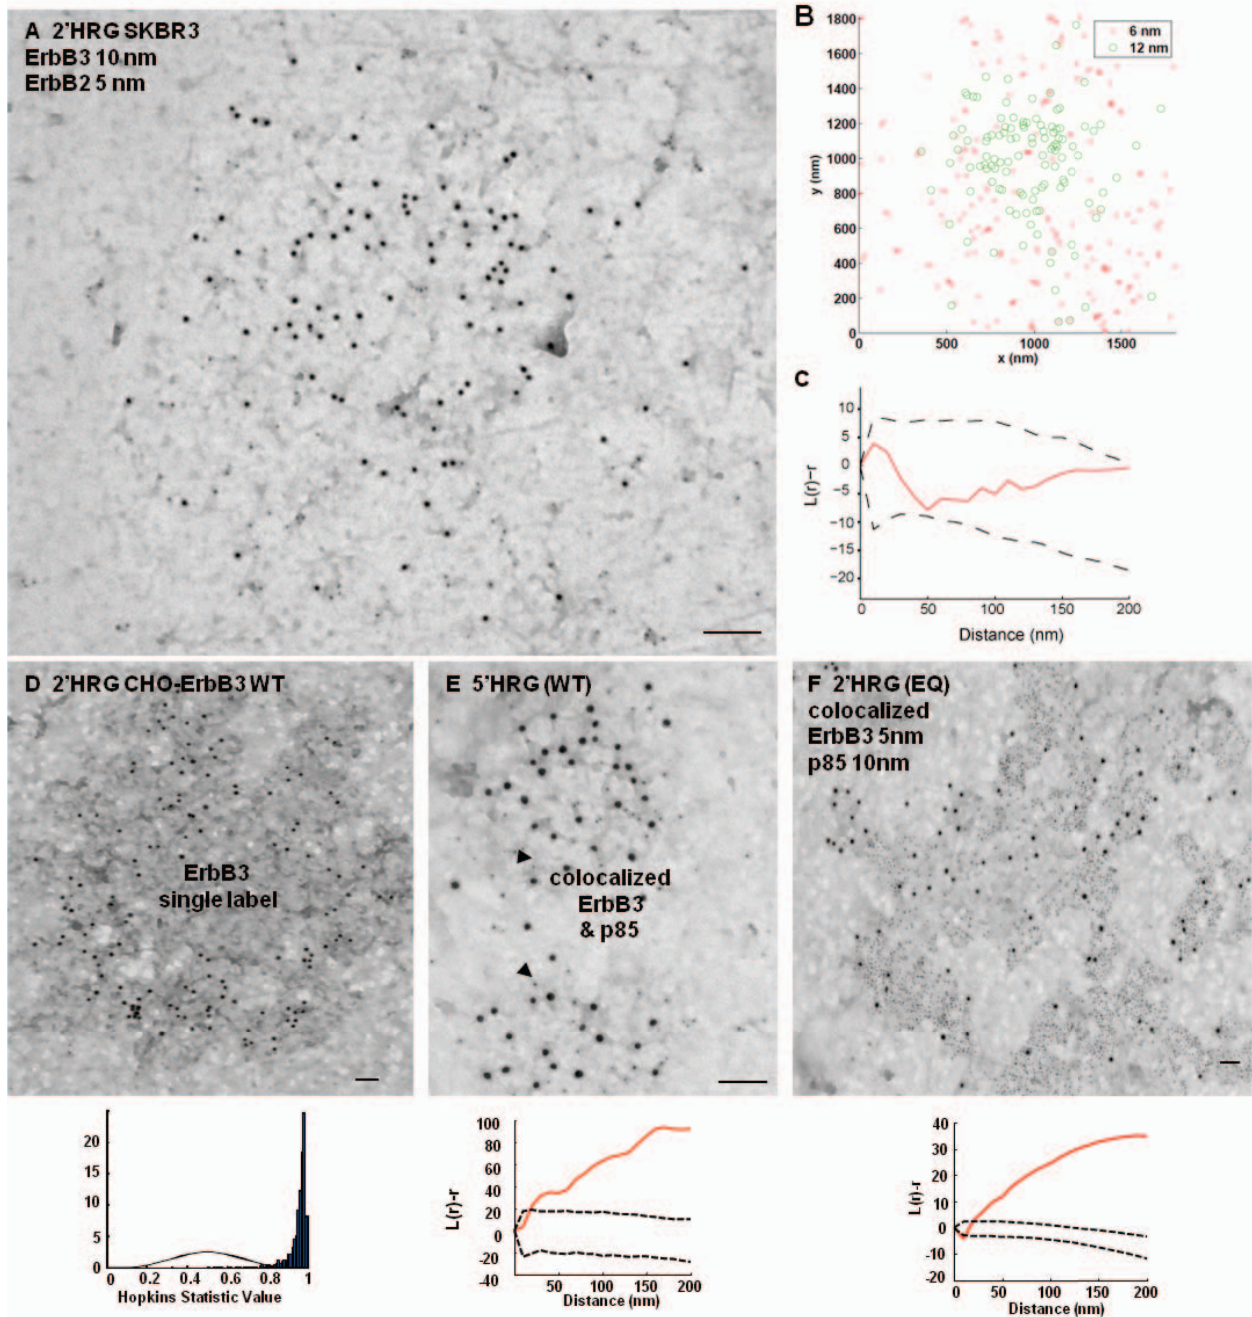 A 2'HRG SKBR3
ErbB3 10 nm
ErbB2 5 nm
B
6 nm
12 nm
1800
1600
1400
1200
1000
800
600
400
200
0
y (nm)
0 500 1000 1500
x (nm)
C
10
5
0
−5
−10
−15
−20
L(r)−r
0 50 100 150 200
Distance (nm)
D 2'HRG CHO-ErbB3 WT
ErbB3
single label
E 5'HRG (WT)
colocalized
ErbB3
& p85
F 2'HRG (EQ)
colocalized
ErbB3 5nm
p85 10nm
20
15
10
5
0
0 0.2 0.4 0.6 0.8 1
Hopkins Statistic Value
100
80
60
40
20
0
-20
-40
L(r)-r
0 50 100 150 200
Distance (nm)
40
30
20
10
0
-10
-20
L(r)-r
0 50 100 150 200
Distance (nm)